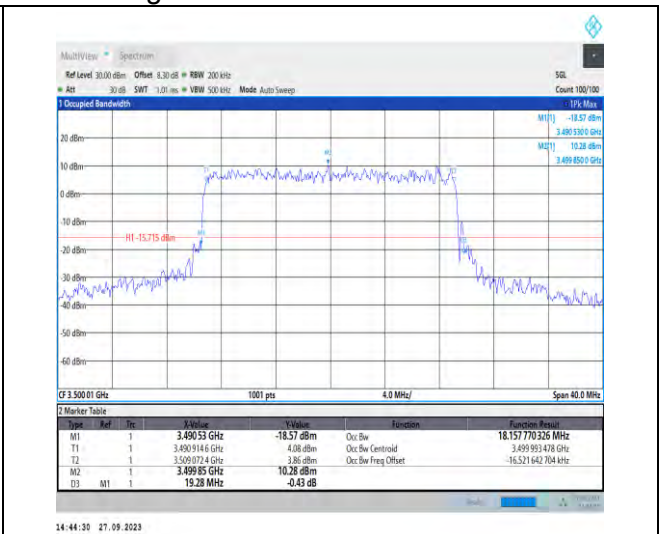 MultiView Spectrum
Ref Level 30.00 dBm Offset 8.30 dB RBW 200 kHz SGL
Att 30 dB SWT 1.01 ms VBW 500 kHz Mode Auto Sweep Count 100/100
1 Occupied Bandwidth 1Pk Max
M1[1] -18.57 dBm
3.490 530 0 GHz
M2[1] 10.28 dBm
3.499 850 0 GHz
20 dBm
M2
10 dBm
T1
0 dBm
-10 dBm
H1 -15.715 dBm
M1
-20 dBm
-30 dBm
-40 dBm
-50 dBm
-60 dBm
CF 3.500 01 GHz 1001 pts 4.0 MHz/ Span 40.0 MHz
2 Marker Table
Type Ref Trc X-Value Y-Value Function Function Result
M1 1 3.490 53 GHz -18.57 dBm Occ Bw 18.157 770 326 MHz
T1 1 3.490 914 6 GHz 4.08 dBm Occ Bw Centroid 3.499 993 478 GHz
T2 1 3.509 072 4 GHz 3.86 dBm Occ Bw Freq Offset -16.521 642 704 kHz
M2 1 3.499 85 GHz 10.28 dBm
D3 M1 1 19.28 MHz -0.43 dB
14:44:30 27.09.2023